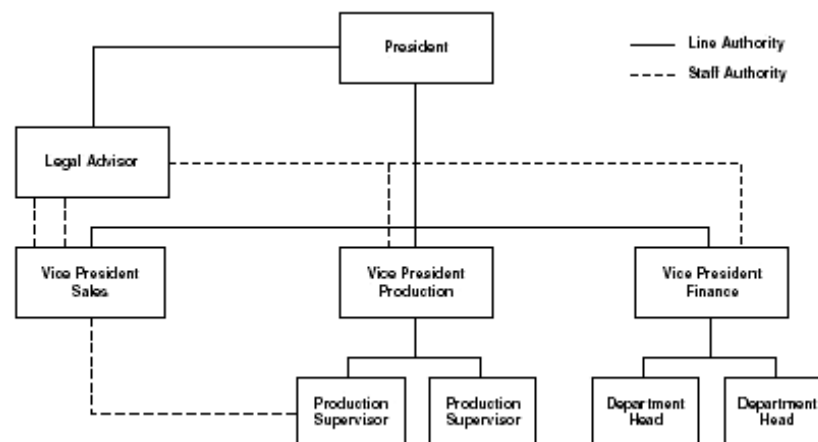 President
Line Authority
Staff Authority
Legal Advisor
Vice President
Sales
Vice President
Production
Vice President
Finance
Production
Supervisor
Production
Supervisor
Department
Head
Department
Head